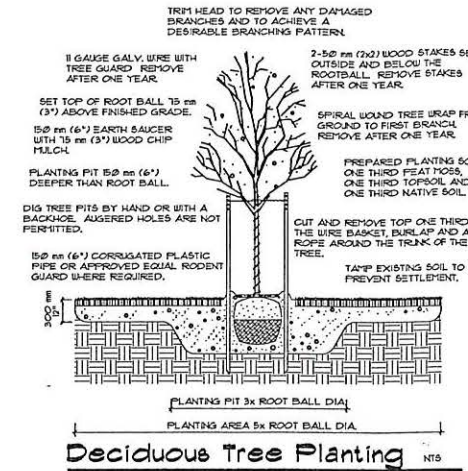 TRIM HEAD TO REMOVE ANY DAMAGED
BRANCHES AND TO ACHIEVE A
DESIRABLE BRANCHING PATTERN.
11 GAUGE GALV. WIRE WITH
TREE GUARD REMOVE
AFTER ONE YEAR.
SET TOP OF ROOT BALL 75 mm
(3") ABOVE FINISHED GRADE.
150 mm (6") EARTH SAUCER
WITH 75 mm (3") WOOD CHIP
MULCH.
PLANTING PIT 150 mm (6")
DEEPER THAN ROOT BALL.
DIG TREE PITS BY HAND OR WITH A
BACKHOE. AUGERED HOLES ARE NOT
PERMITTED.
150 mm (6") CORRUGATED PLASTIC
PIPE OR APPROVED EQUAL RODENT
GUARD WHERE REQUIRED.
2-50 mm (2x2) WOOD STAKES SE
OUTSIDE AND BELOW THE
ROOTBALL. REMOVE STAKES
AFTER ONE YEAR.
SPIRAL WOUND TREE WRAP FR
GROUND TO FIRST BRANCH.
REMOVE AFTER ONE YEAR.
PREPARED PLANTING SO
ONE THIRD PEAT MOSS,
ONE THIRD TOPSOIL AND
ONE THIRD NATIVE SOIL.
CUT AND REMOVE TOP ONE THIRD
THE WIRE BASKET, BURLAP AND A
ROPE AROUND THE TRUNK OF THE
TREE.
TAMP EXISTING SOIL TO
PREVENT SETTLEMENT.
300 mm
12"
PLANTING PIT 3x ROOT BALL DIA.
PLANTING AREA 5x ROOT BALL DIA.
Deciduous Tree Planting NTS